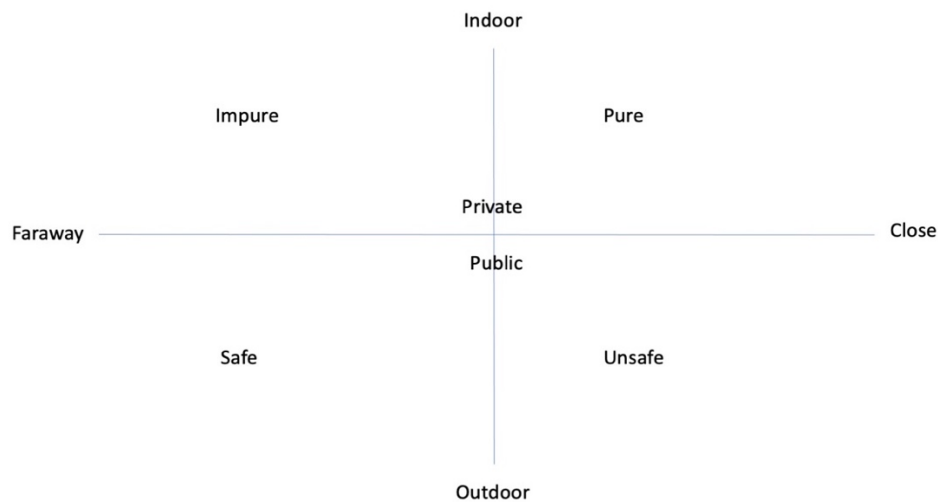 Indoor
Impure Pure
Private
Faraway Close
Public
Safe Unsafe
Outdoor